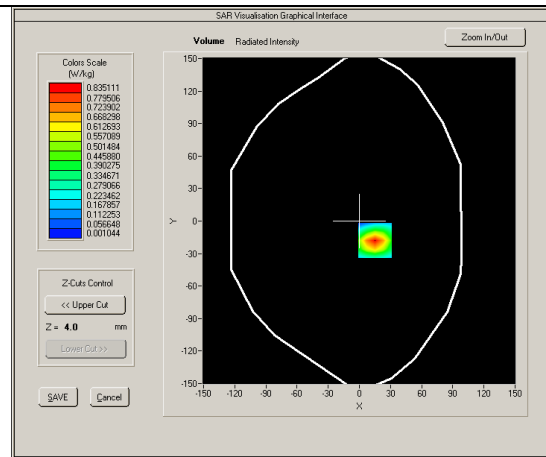 SAR Visualisation Graphical Interface
Volume Radiated Intensity
Zoom In/Out
Colors Scale
(W/kg)
0.835111
0.779506
0.723902
0.668298
0.612693
0.557089
0.501484
0.445880
0.390275
0.334671
0.279066
0.223462
0.167857
0.112253
0.056648
0.001044
Z-Cuts Control
<< Upper Cut
Z = 4.0 mm
Lower Cut >>
SAVE Cancel
150
120
90
60
30
0
-30
-60
-90
-120
-150
Y
-150 -120 -90 -60 -30 0 30 60 90 120 150
X